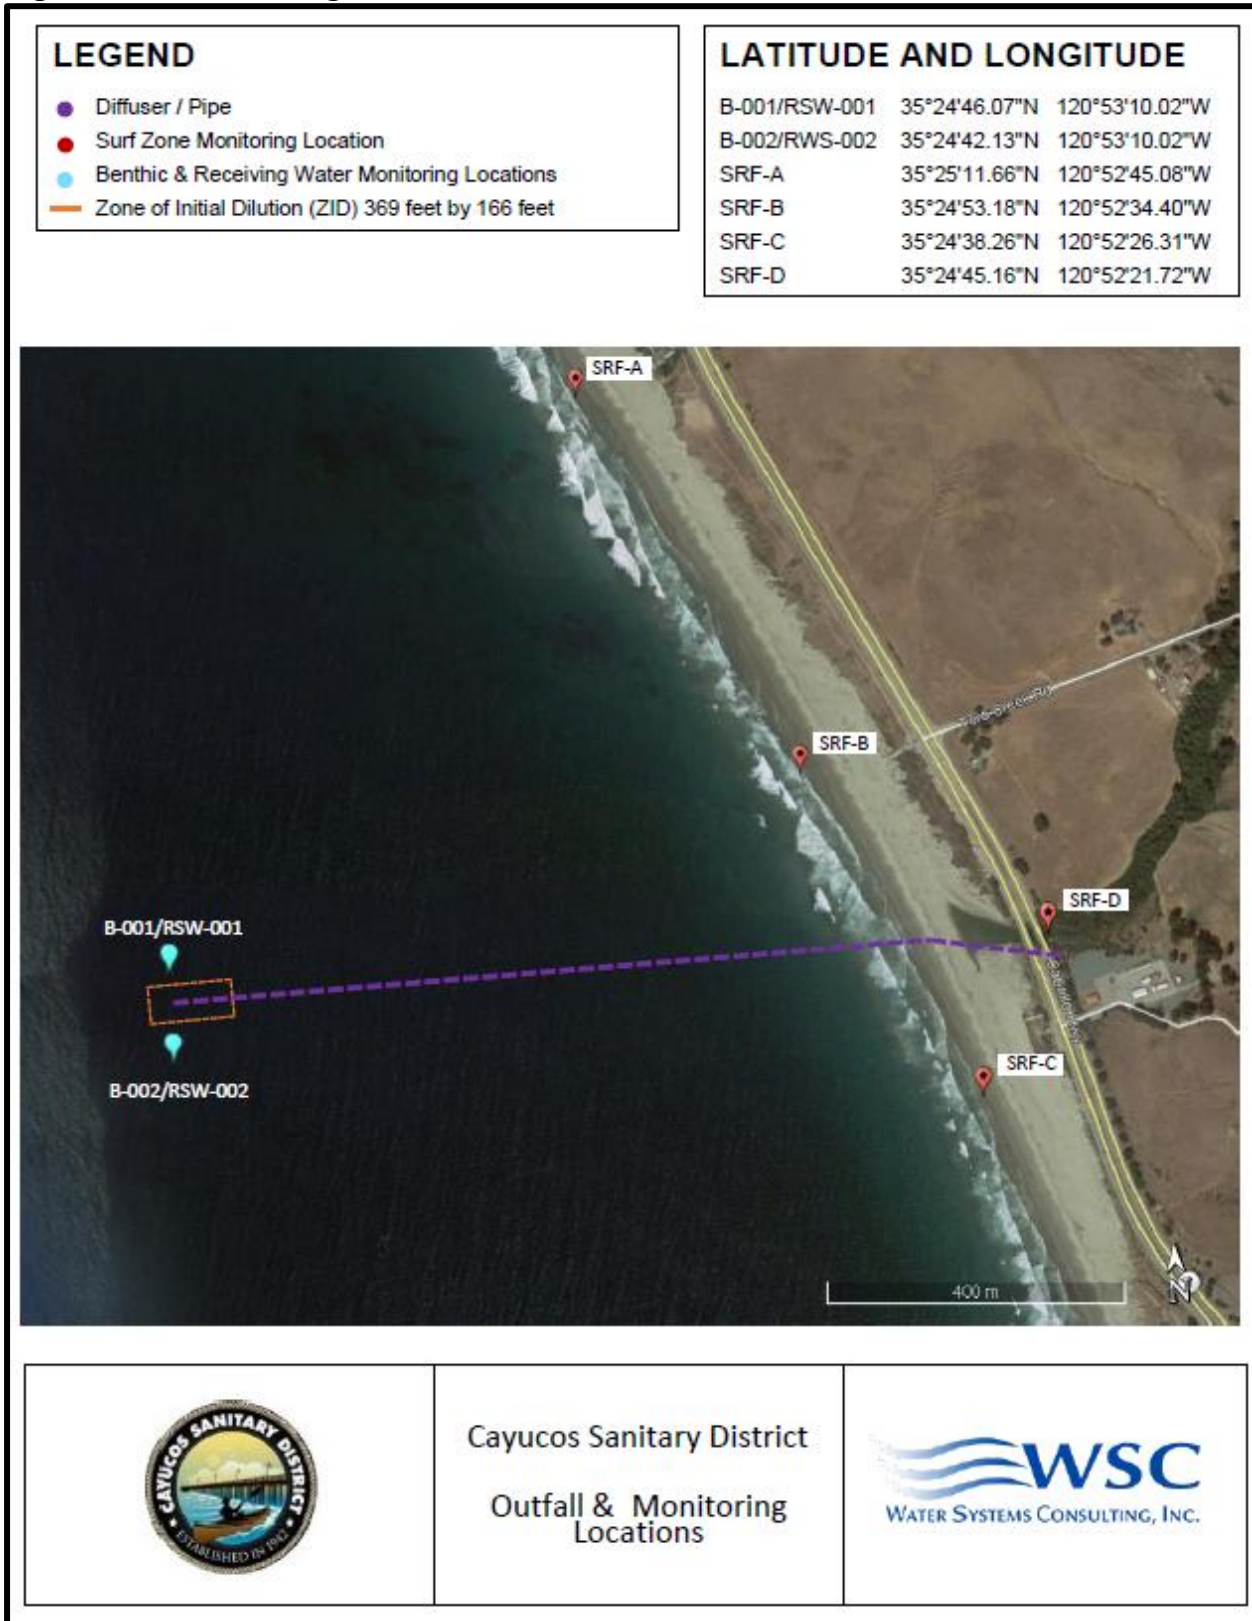 LEGEND
Diffuser / Pipe
Surf Zone Monitoring Location
Benthic & Receiving Water Monitoring Locations
Zone of Initial Dilution (ZID) 369 feet by 166 feet
LATITUDE AND LONGITUDE
B-001/RSW-001 35°24'46.07"N 120°53'10.02"W
B-002/RWS-002 35°24'42.13"N 120°53'10.02"W
SRF-A 35°25'11.66"N 120°52'45.08"W
SRF-B 35°24'53.18"N 120°52'34.40"W
SRF-C 35°24'38.26"N 120°52'26.31"W
SRF-D 35°24'45.16"N 120°52'21.72"W
SRF-A
SRF-B
SRF-D
B-001/RSW-001
SRF-C
B-002/RSW-002
400 m
N
CAYUCOS SANITARY DISTRICT
ESTABLISHED IN 1942
Cayucos Sanitary District
Outfall & Monitoring
Locations
WSC
WATER SYSTEMS CONSULTING, INC.